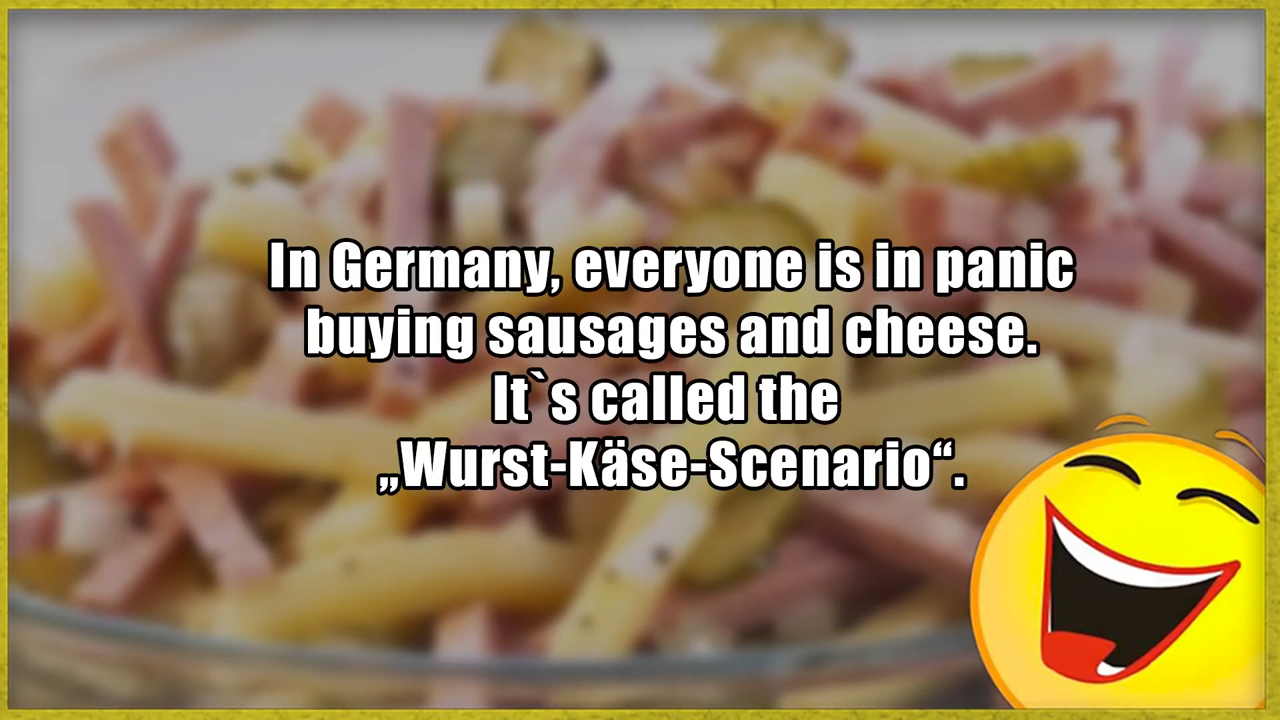 In Germany, everyone is in panic
buying sausages and cheese.
It`s called the
„Wurst-Käse-Scenario“.